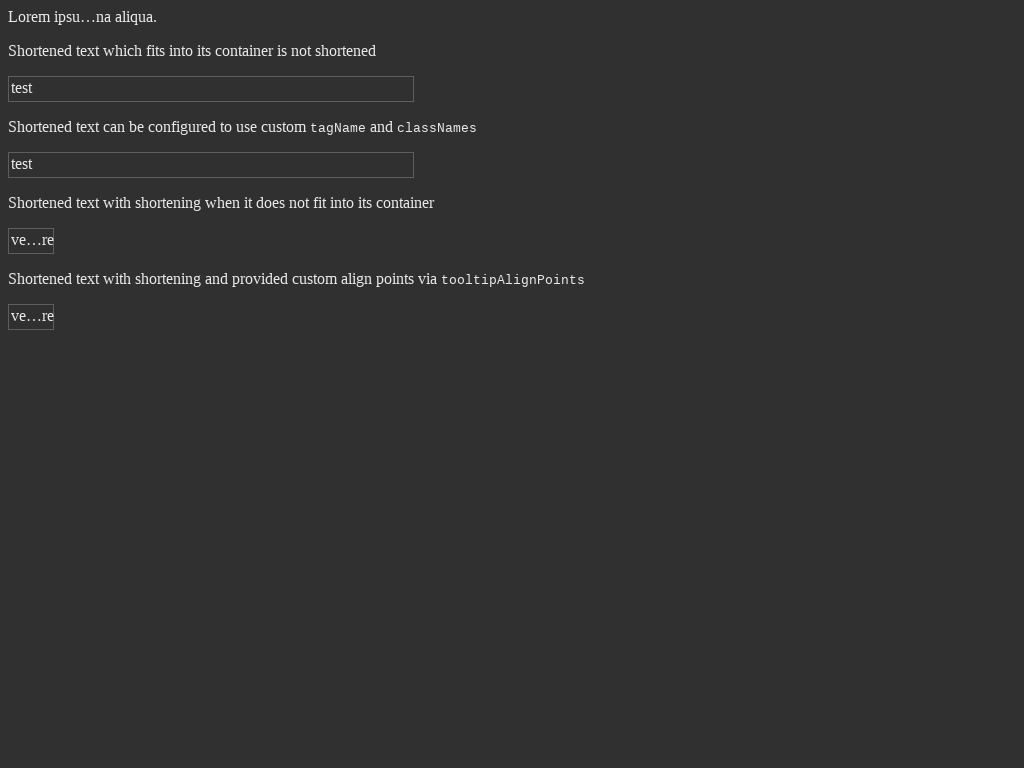 Lorem ipsu…na aliqua.
Shortened text which fits into its container is not shortened
test
Shortened text can be configured to use custom tagName and classNames
test
Shortened text with shortening when it does not fit into its container
ve…re
Shortened text with shortening and provided custom align points via tooltipAlignPoints
ve…re